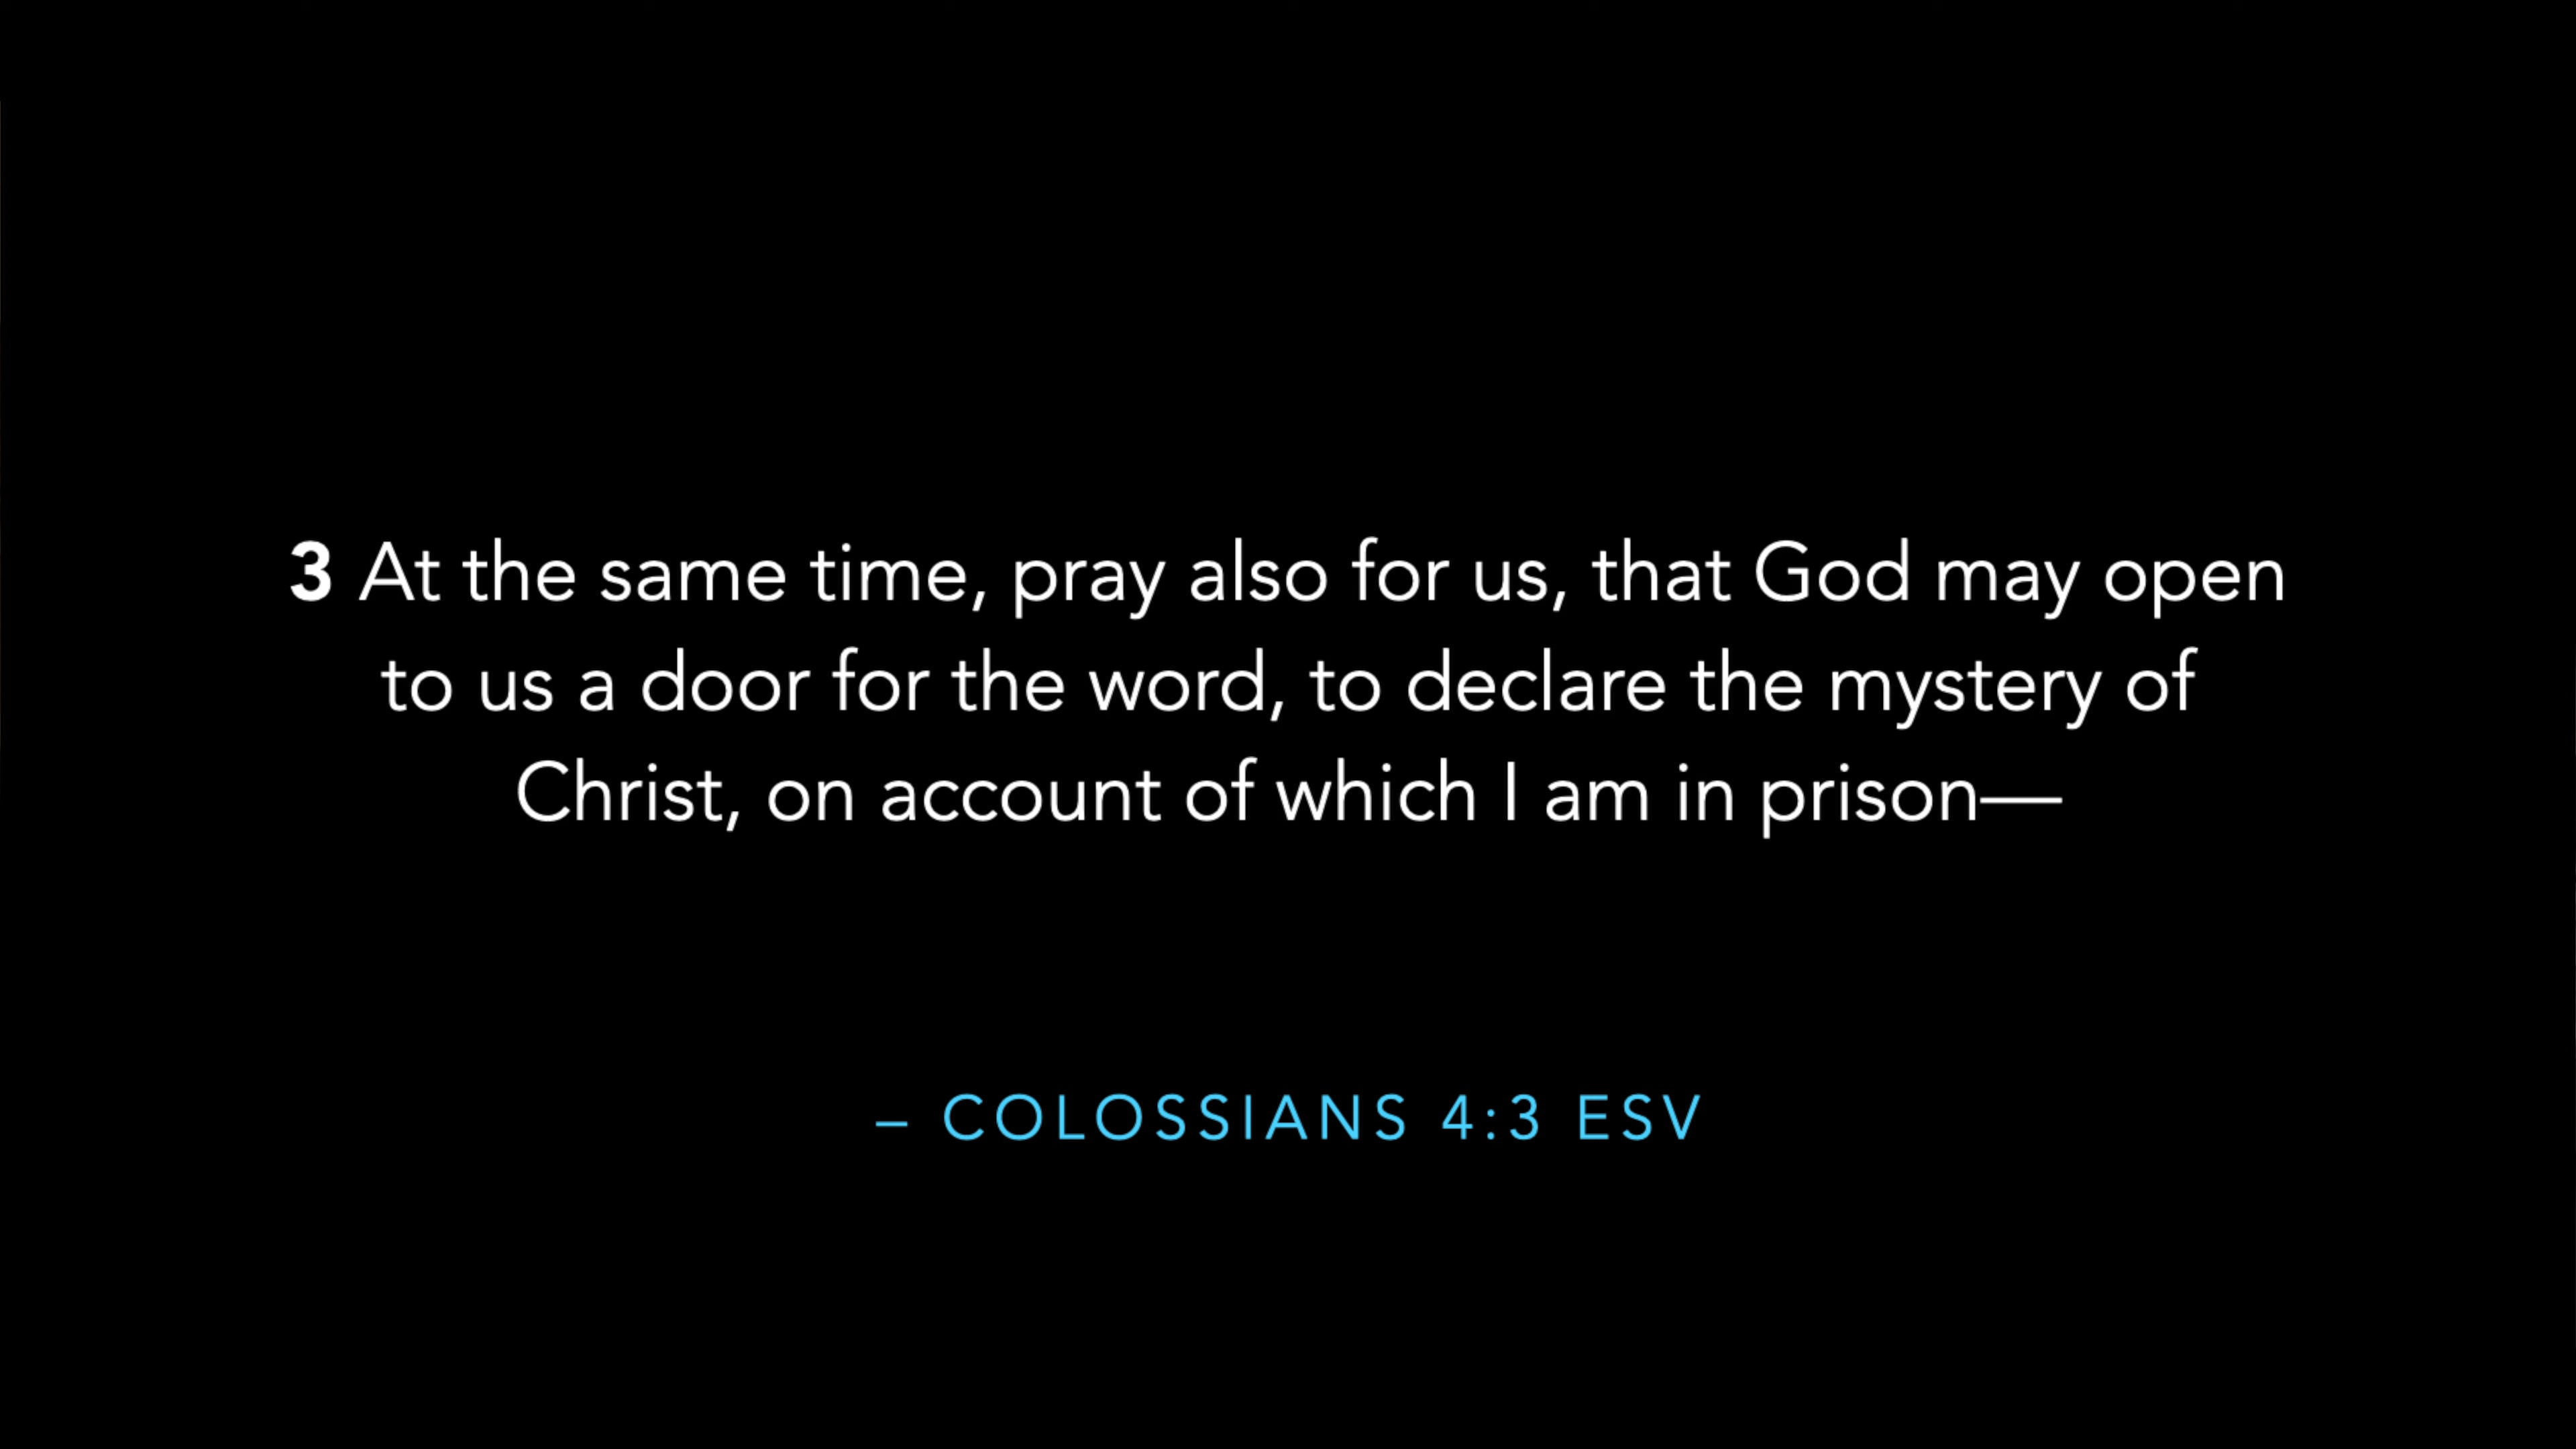 3 At the same time, pray also for us, that God may open
to us a door for the word, to declare the mystery of
Christ, on account of which I am in prison—
– COLOSSIANS 4:3 ESV